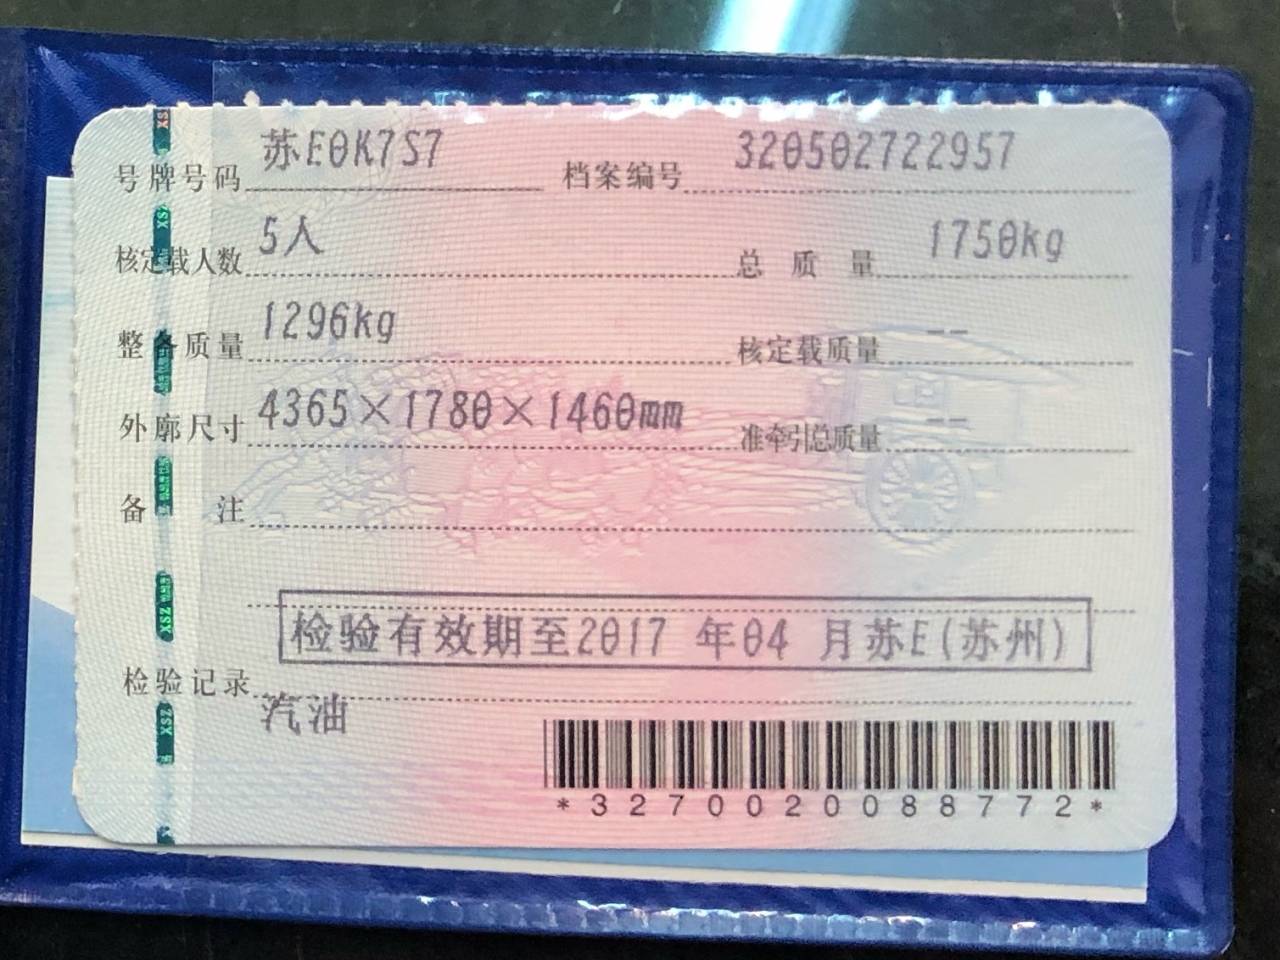 号牌号码 苏E0K7S7 档案编号 320502722957
核定载人数 5人 总质量 1750kg
整备质量 1296kg 核定载质量 --
外廓尺寸 4365×1780×1460mm 准牵引总质量 --
备注
检验有效期至2017 年04 月苏E(苏州)
检验记录
汽油
*3270020088772*
XSZ
XSZ
XSZ